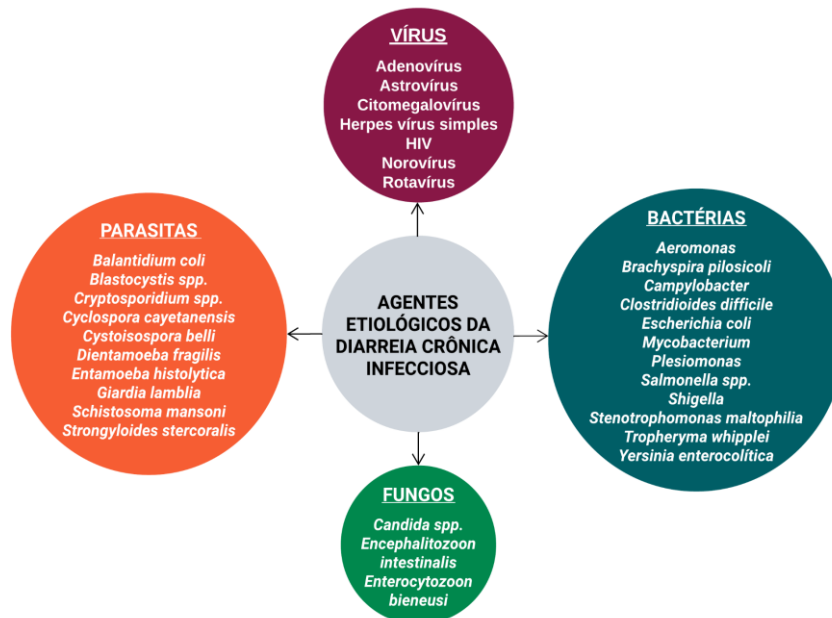 VÍRUS
Adenovírus
Astrovírus
Citomegalovírus
Herpes vírus simples
HIV
Norovírus
Rotavírus
PARASITAS
Balantidium coli
Blastocystis spp.
Cryptosporidium spp.
Cyclospora cayetanensis
Cystoisospora belli
Dientamoeba fragilis
Entamoeba histolytica
Giardia lamblia
Schistosoma mansoni
Strongyloides stercoralis
AGENTES
ETIOLÓGICOS DA
DIARREIA CRÔNICA
INFECCIOSA
BACTÉRIAS
Aeromonas
Brachyspira pilosicoli
Campylobacter
Clostridioides difficile
Escherichia coli
Mycobacterium
Plesiomonas
Salmonella spp.
Shigella
Stenotrophomonas maltophilia
Tropheryma whipplei
Yersinia enterocolítica
FUNGOS
Candida spp.
Encephalitozoon
intestinalis
Enterocytozoon
bieneusi